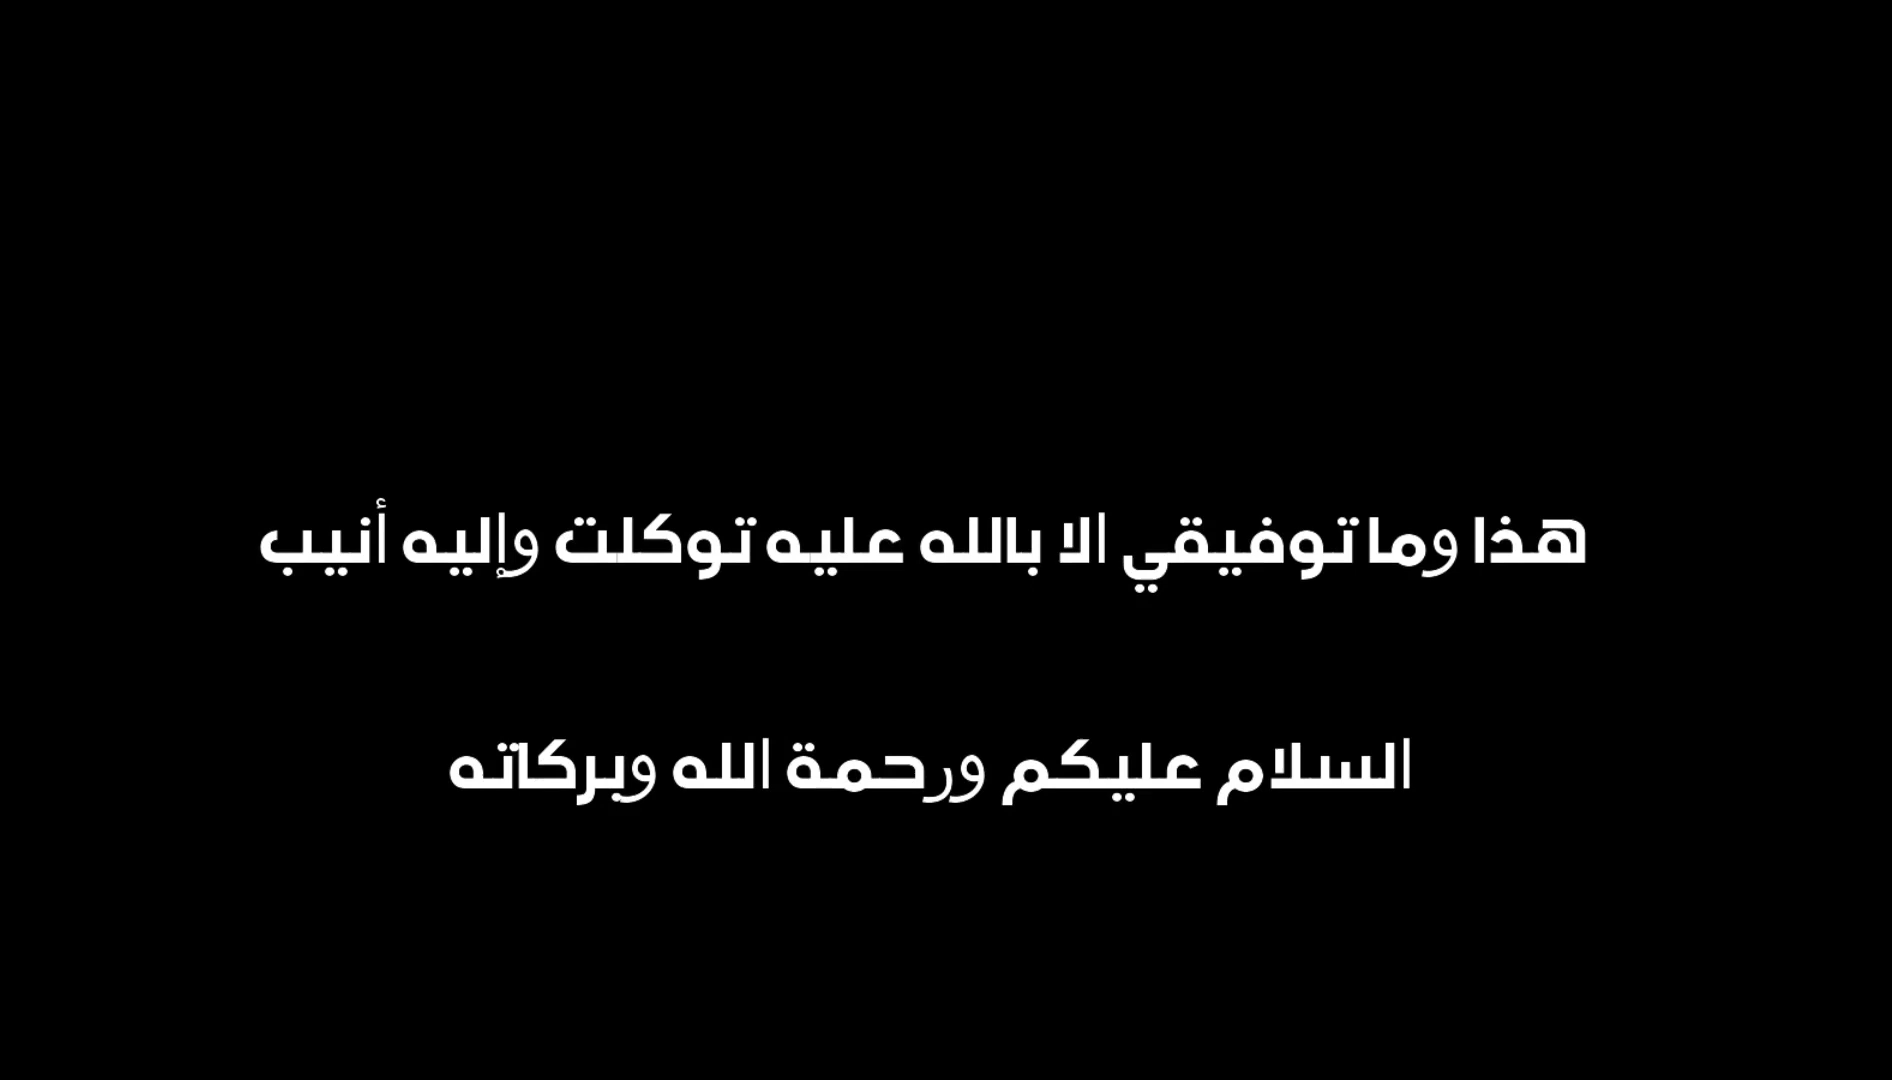 هذا وما توفيقي الا بالله عليه توكلت وإليه أنيب
السلام عليكم ورحمة الله وبركاته